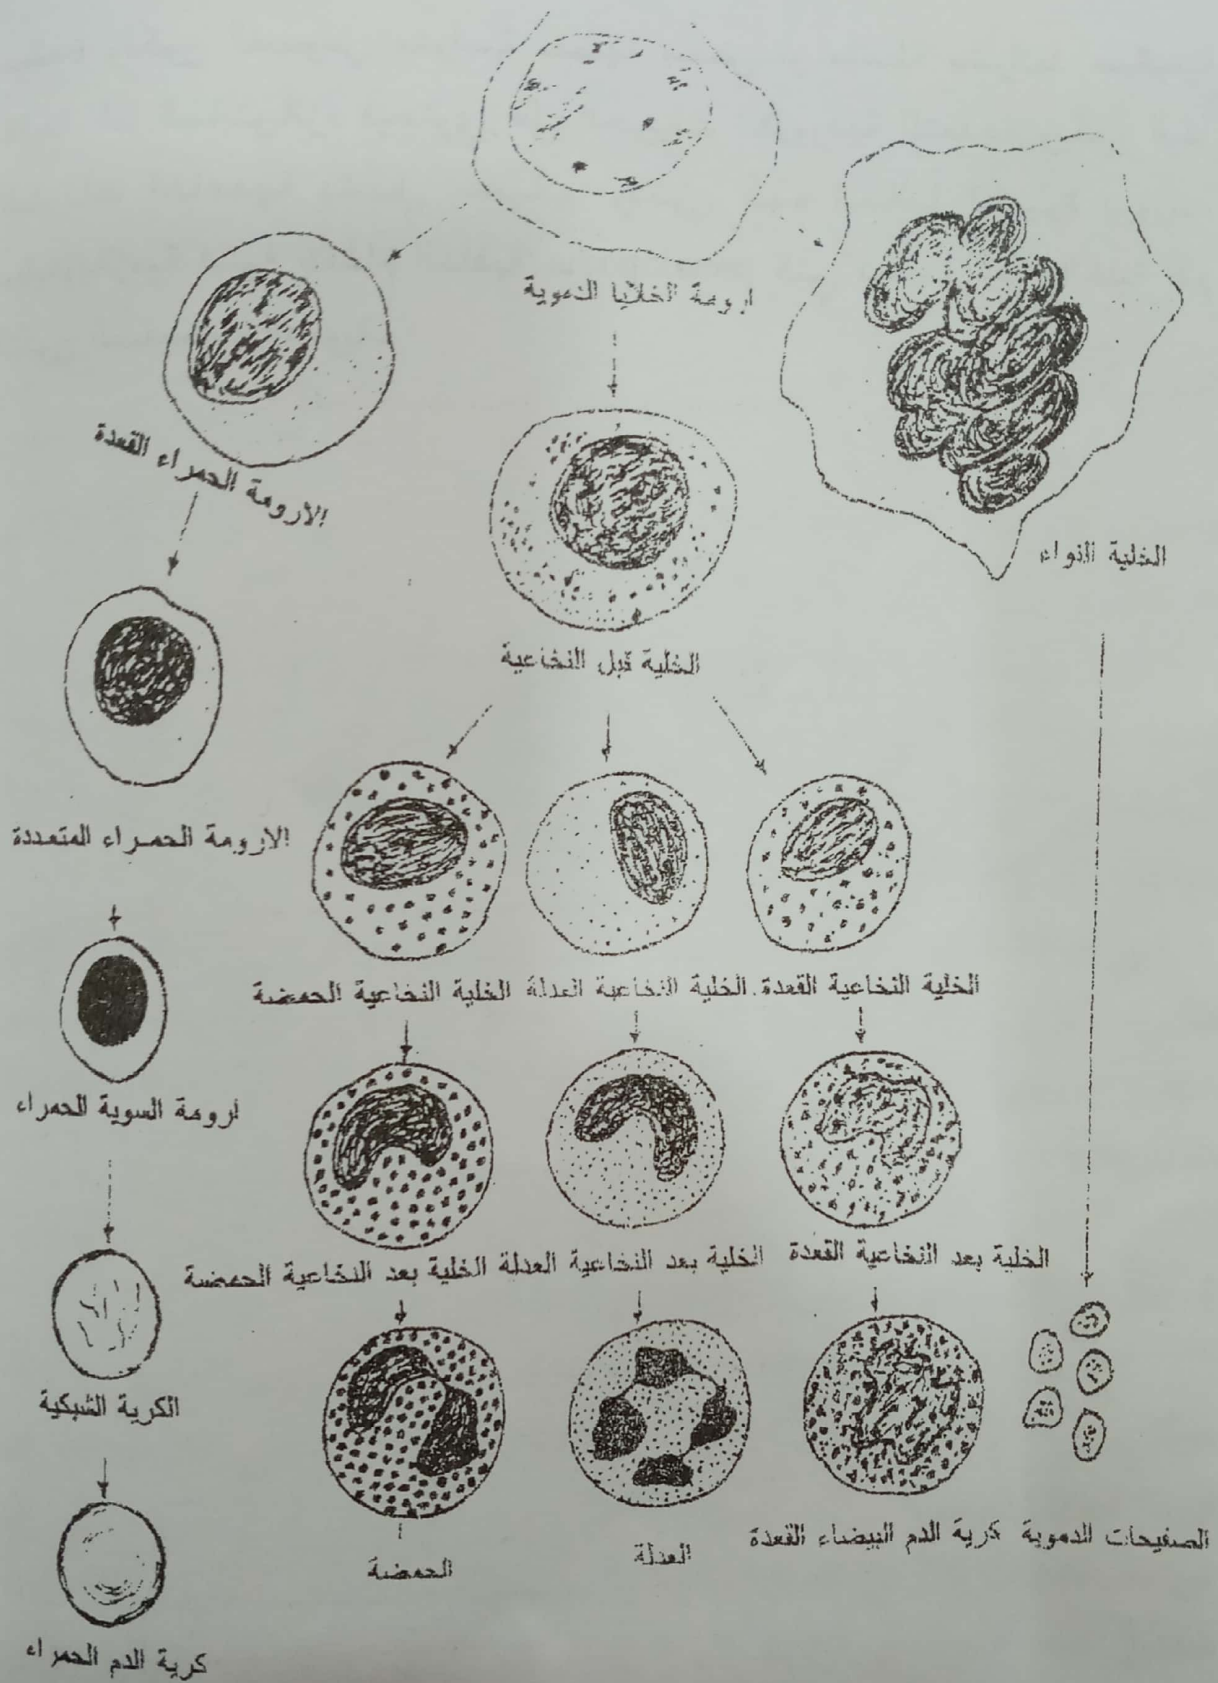 ارومة الخلايا الدموية
الارومة الحمراء القعدة
الخلية النواء
الخلية قبل النخاعية
الارومة الحمراء المتعددة
الخلية النخاعية القعدة
الخلية النخاعية العدلة
الخلية النخاعية الحمضة
ارومة السوية الحمراء
الخلية بعد النخاعية القعدة
الخلية بعد النخاعية العدلة
الخلية بعد النخاعية الحمضة
الكرية الشبكية
الصفيحات الدموية
كرية الدم البيضاء القعدة
العدلة
الحمضة
كرية الدم الحمراء